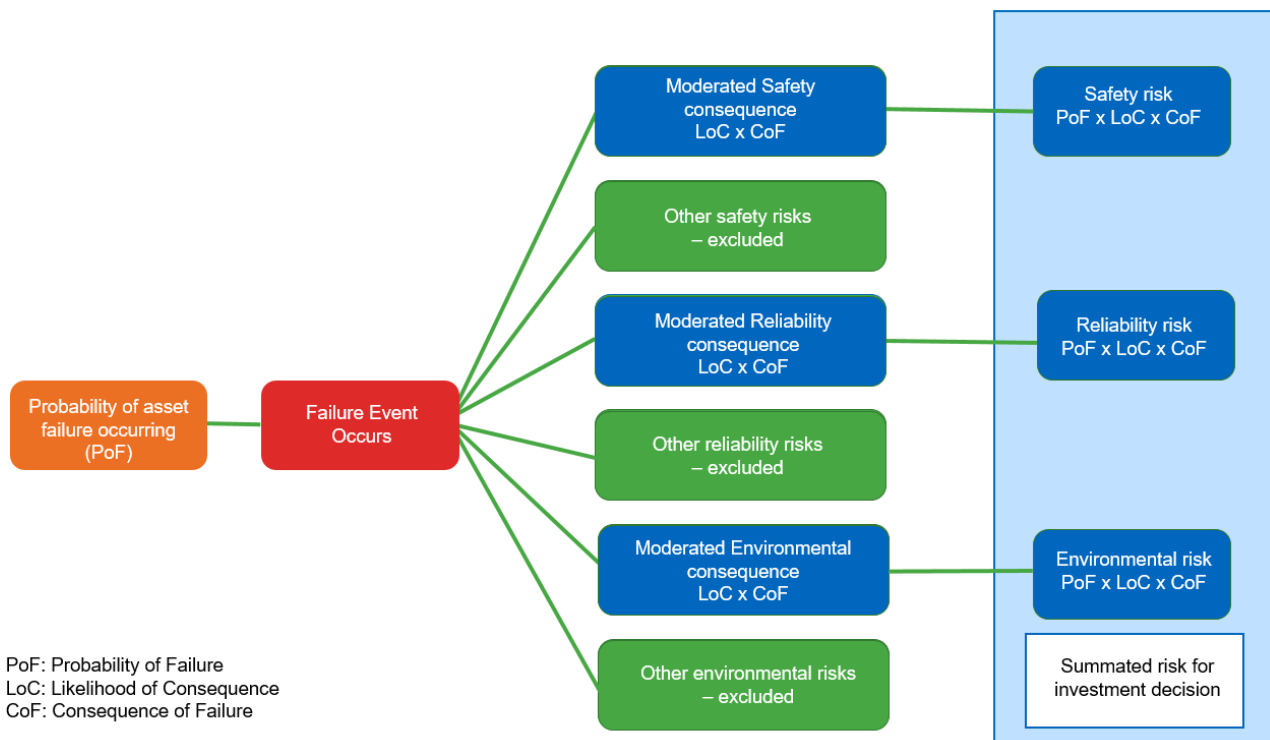 Probability of asset
failure occurring
(PoF)
Failure Event
Occurs
Moderated Safety
consequence
LoC x CoF
Other safety risks
– excluded
Moderated Reliability
consequence
LoC x CoF
Other reliability risks
– excluded
Moderated Environmental
consequence
LoC x CoF
Other environmental risks
– excluded
Safety risk
PoF x LoC x CoF
Reliability risk
PoF x LoC x CoF
Environmental risk
PoF x LoC x CoF
Summated risk for
investment decision
PoF: Probability of Failure
LoC: Likelihood of Consequence
CoF: Consequence of Failure